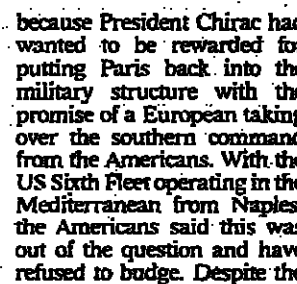 because President Chirac has
wanted to be rewarded for
putting Paris back into the
military structure with the
promise of a European taking
over the southern command
from the Americans. With the
US Sixth Fleet operating in the
Mediterranean from Naples,
the Americans said this was
out of the question and have
refused to budge. Despite the